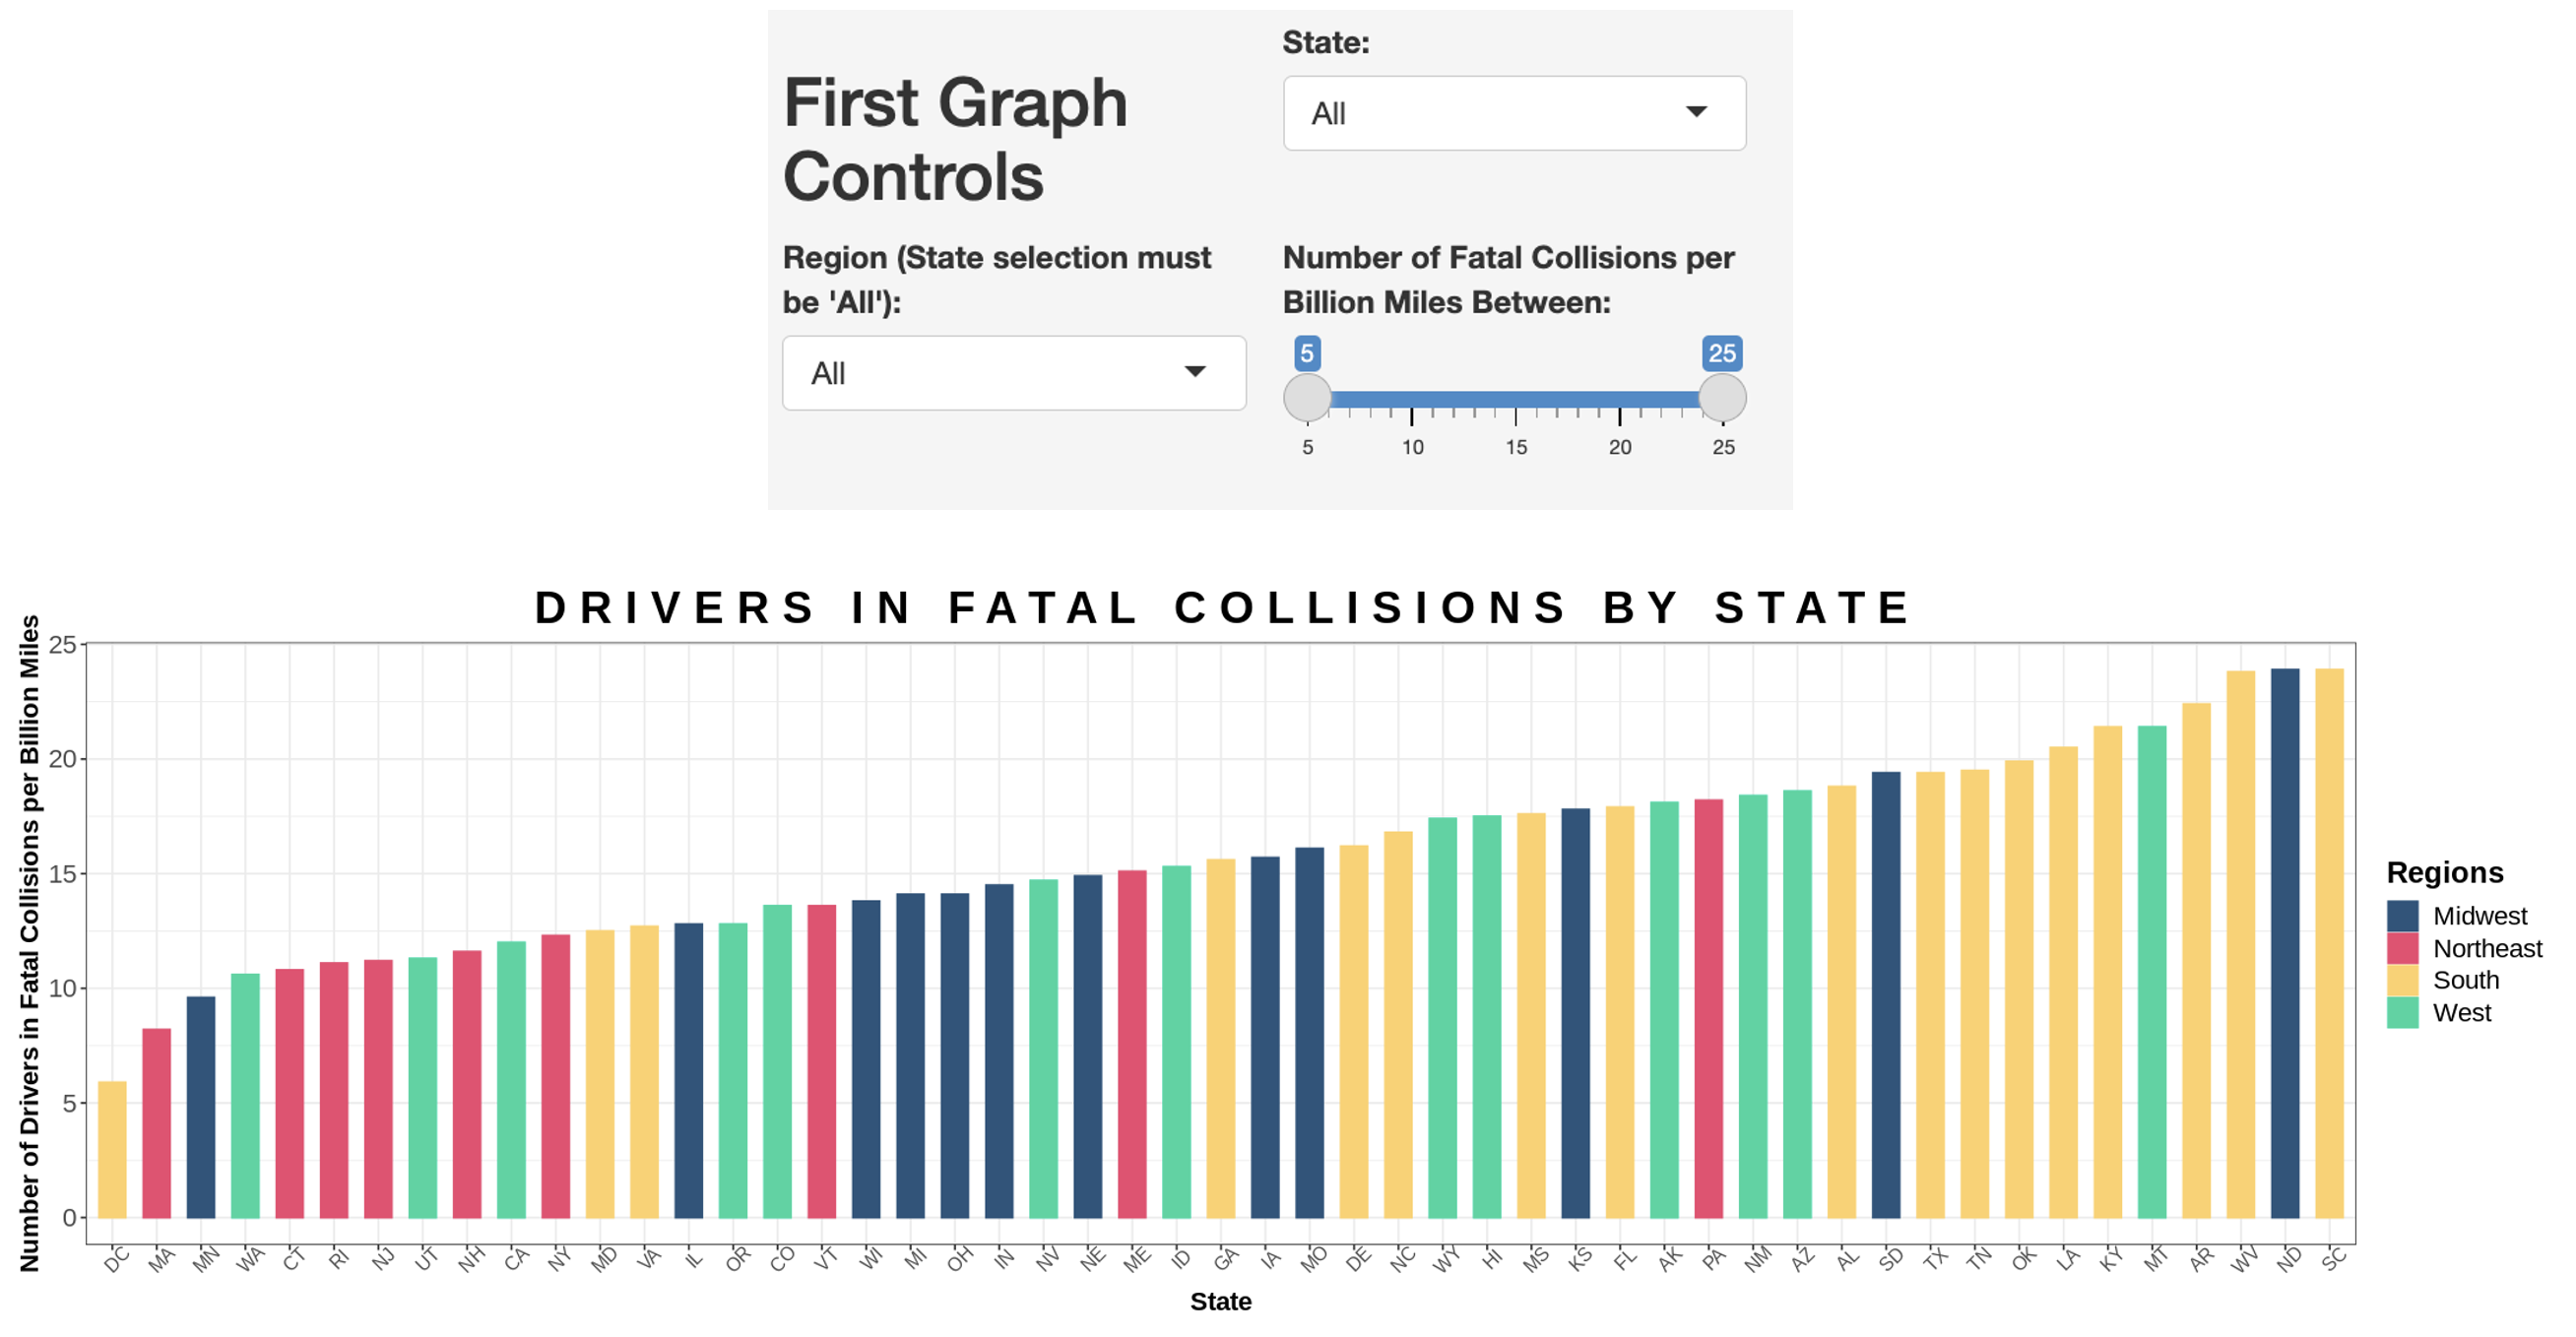 First Graph
Controls
State:
All
Region (State selection must
be 'All'):
All
Number of Fatal Collisions per
Billion Miles Between:
5 25
5 10 15 20 25
DRIVERS IN FATAL COLLISIONS BY STATE
Number of Drivers in Fatal Collisions per Billion Miles
25
20
15
10
5
0
DC MA MN WA CT RI NJ UT NH CA NY MD VA IL OR CO VT WI MI OH IN NV NE ME ID GA IA MO DE NC WY HI MS KS FL AK PA NM AZ AL SD TX TN OK LA KY MT AR WV ND SC
State
Regions
Midwest
Northeast
South
West